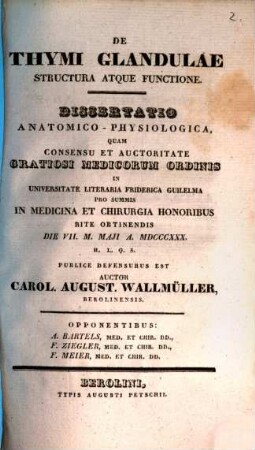 2.
DE
THYMI GLANDULAE
STRUCTURA ATQUE FUNCTIONE.
DISSERTATIO
ANATOMICO-PHYSIOLOGICA,
QUAM
CONSENSU ET AUCTORITATE
GRATIOSI MEDICORUM ORDINIS
IN
UNIVERSITATE LITERARIA FRIDERICA GUILELMA
PRO SUMMIS
IN MEDICINA ET CHIRURGIA HONORIBUS
RITE OBTINENDIS
DIE VII. M. MAJI A. MDCCCXXX.
H. L. Q. S.
PUBLICE DEFENSURUS EST
AUCTOR
CAROL. AUGUST. WALLMÜLLER,
BEROLINENSIS.
OPPONENTIBUS:
A. BARTELS, MED. ET CHIR. DD.,
F. ZIEGLER, MED. ET CHIR. DD.,
F. MEIER, MED. ET CHIR. DD.
BEROLINI,
TYPIS AUGUSTI PETSCHII.